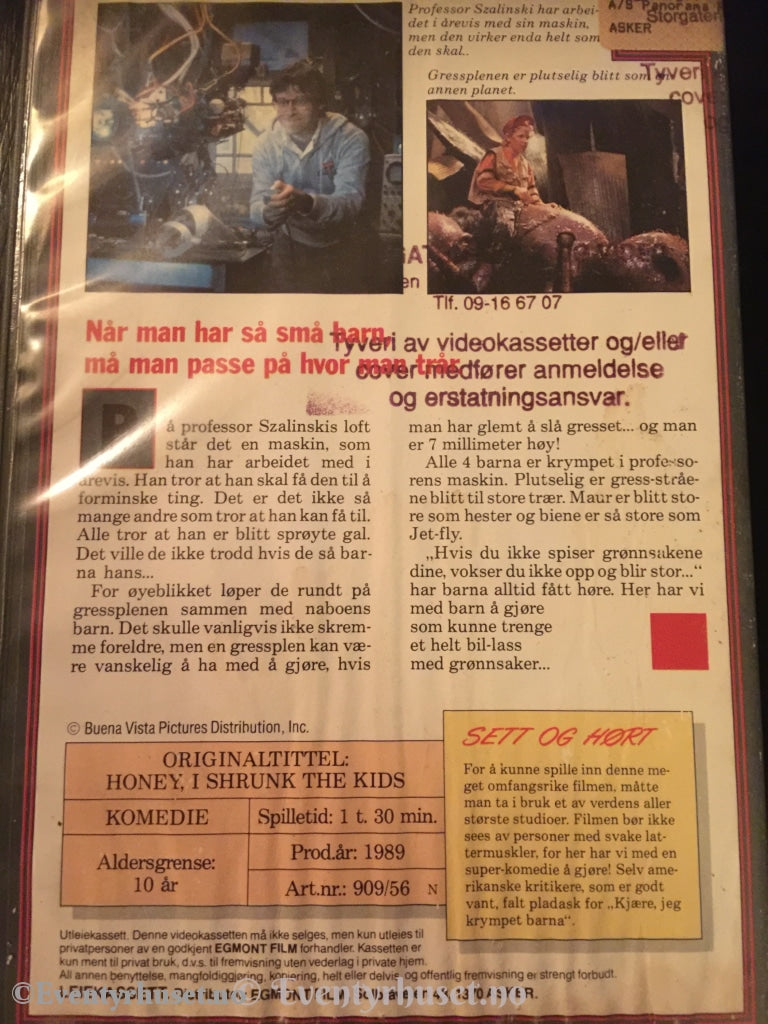 Professor Szalinski har arbei-
det i årevis med sin maskin,
men den virker enda helt som
den skal..
A/S Panorama
Storgaten
ASKER
Gressplenen er plutselig blitt som en
annen planet.
Tyveri
cov
Tlf. 09-16 67 07
Når man har så små barn,
må man passe på hvor man trår.
Tyveri av videokassetter og/eller
cover medfører anmeldelse
og erstatningsansvar.
På professor Szalinskis loft
står det en maskin, som
han har arbeidet med i
årevis. Han tror at han skal få den til å
forminske ting. Det er det ikke så
mange andre som tror at han kan få til.
Alle tror at han er blitt sprøyte gal.
Det ville de ikke trodd hvis de så bar-
na hans...
For øyeblikket løper de rundt på
gressplenen sammen med naboens
barn. Det skulle vanligvis ikke skrem-
me foreldre, men en gressplen kan væ-
re vanskelig å ha med å gjøre, hvis
man har glemt å slå gresset... og man
er 7 millimeter høy!
Alle 4 barna er krympet i professo-
rens maskin. Plutselig er gress-stråe-
ne blitt til store trær. Maur er blitt sto-
re som hester og biene er så store som
Jet-fly.
„Hvis du ikke spiser grønnsakene
dine, vokser du ikke opp og blir stor...“
har barna alltid fått høre. Her har vi
med barn å gjøre
som kunne trenge
et helt bil-lass
med grønnsaker...
© Buena Vista Pictures Distribution, Inc.
ORIGINALTITTEL:
HONEY, I SHRUNK THE KIDS
KOMEDIE
Spilletid: 1 t. 30 min.
Aldersgrense:
10 år
Prod.år: 1989
Art.nr.: 909/56 N
SETT OG HØRT
For å kunne spille inn denne me-
get omfangsrike filmen, måtte
man ta i bruk et av verdens aller
største studioer. Filmen bør ikke
sees av personer med svake lat-
termuskler, for her har vi med en
super-komedie å gjøre! Selv ame-
rikanske kritikere, som er godt
vant, falt pladask for „Kjære, jeg
krympet barna“.
Utleiekassett. Denne videokassetten må ikke selges, men kun utleies til
privatpersoner av en godkjent EGMONT FILM forhandler. Kassetten er
kun ment til privat bruk, d.v.s. til fremvisning uten vederlag i private hjem.
All annen benyttelse, mangfoldiggjøring, kopiering, helt eller delvis og offentlig fremvisning er strengt forbudt.
LEIEKASSETT. Distributør: EGMONT FILM 1370 ASKER.
©Eventyrhuset.no © Eventyrhuset.no